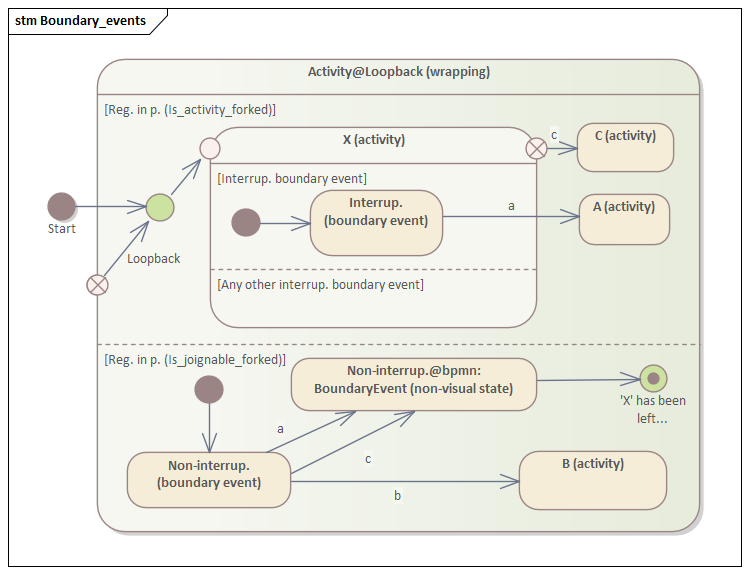 stm Boundary_events
Activity@Loopback (wrapping)
[Reg. in p. (Is_activity_forked)]
X (activity)
c
C (activity)
[Interrup. boundary event]
Interrup.
(boundary event)
a
A (activity)
Start
Loopback
[Any other interrup. boundary event]
[Reg. in p. (Is_joignable_forked)]
Non-interrup.@bpmn:
BoundaryEvent (non-visual state)
'X' has been
left...
a
c
Non-interrup.
(boundary event)
b
B (activity)